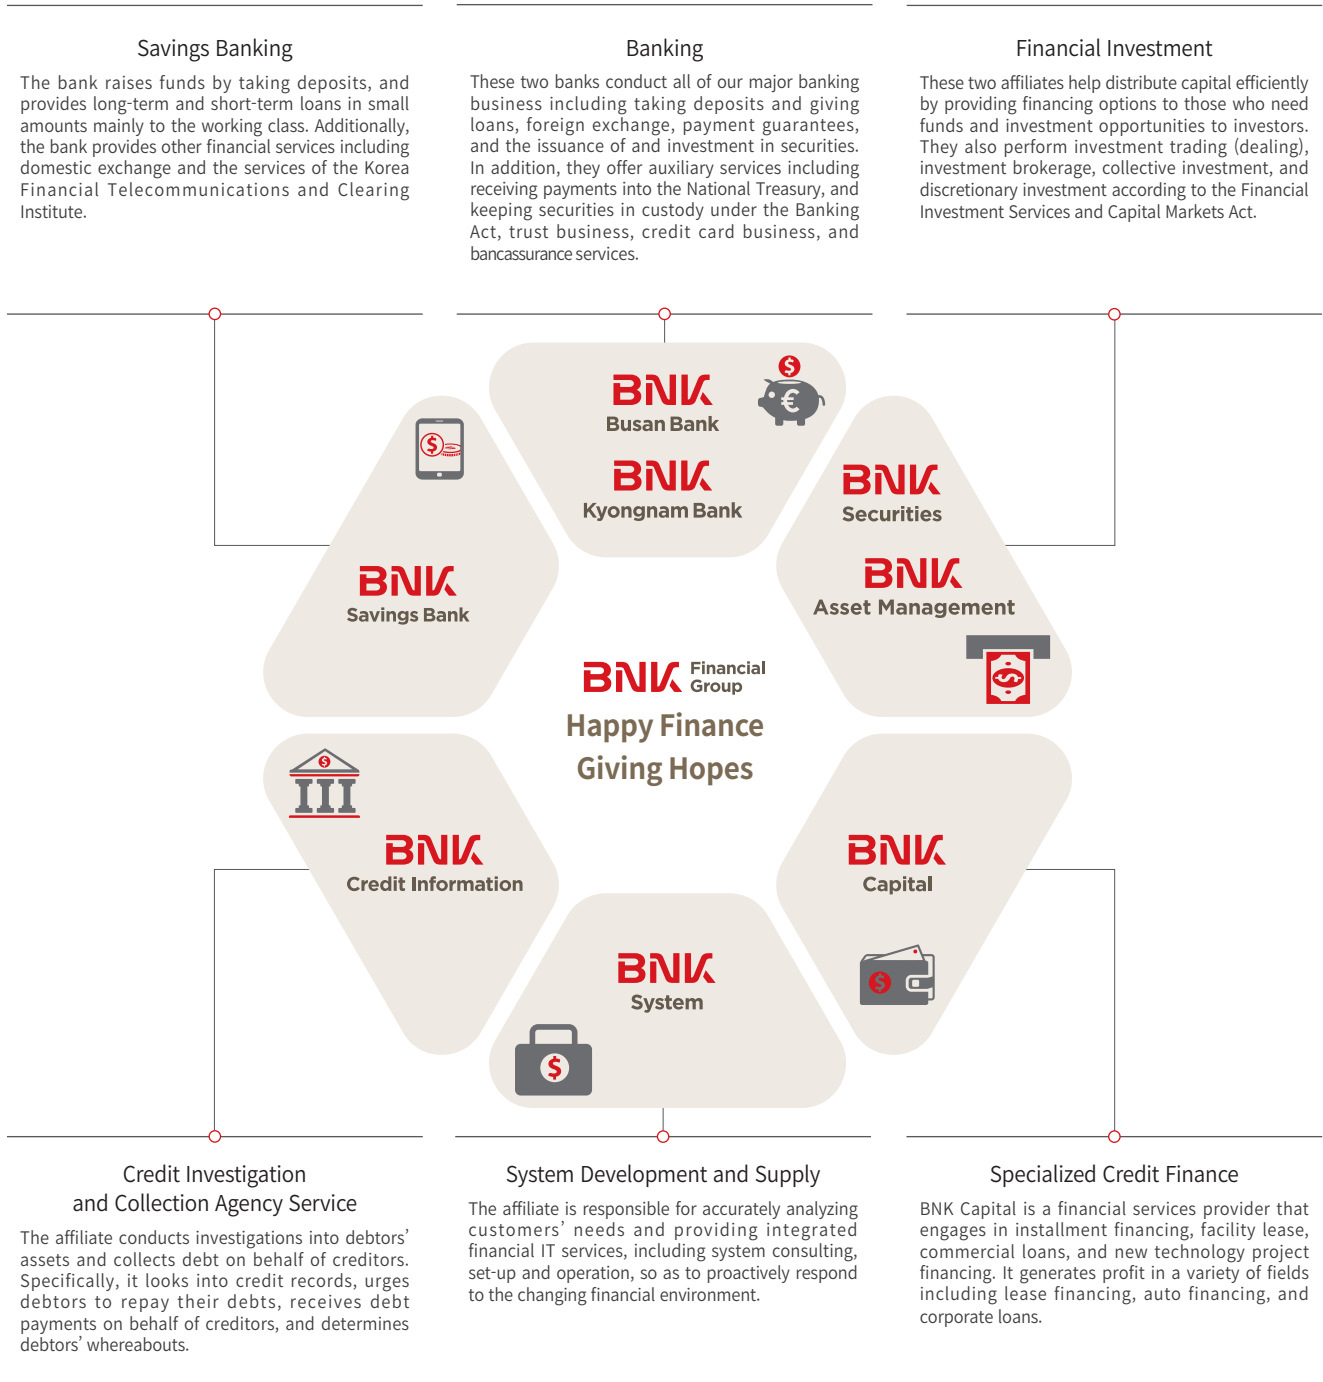 Savings Banking
The bank raises funds by taking deposits, and
provides long-term and short-term loans in small
amounts mainly to the working class. Additionally,
the bank provides other financial services including
domestic exchange and the services of the Korea
Financial Telecommunications and Clearing
Institute.
Banking
These two banks conduct all of our major banking
business including taking deposits and giving
loans, foreign exchange, payment guarantees,
and the issuance of and investment in securities.
In addition, they offer auxiliary services including
receiving payments into the National Treasury, and
keeping securities in custody under the Banking
Act, trust business, credit card business, and
bancassurance services.
Financial Investment
These two affiliates help distribute capital efficiently
by providing financing options to those who need
funds and investment opportunities to investors.
They also perform investment trading (dealing),
investment brokerage, collective investment, and
discretionary investment according to the Financial
Investment Services and Capital Markets Act.
$
€
BNK
Busan Bank
BNK
Kyongnam Bank
$
BNK
Savings Bank
BNK
Securities
BNK
Asset Management
$
BNK Financial
Group
Happy Finance
Giving Hopes
$
BNK
Credit Information
BNK
System
$
BNK
Capital
$
Credit Investigation
and Collection Agency Service
The affiliate conducts investigations into debtors’
assets and collects debt on behalf of creditors.
Specifically, it looks into credit records, urges
debtors to repay their debts, receives debt
payments on behalf of creditors, and determines
debtors’ whereabouts.
System Development and Supply
The affiliate is responsible for accurately analyzing
customers’ needs and providing integrated
financial IT services, including system consulting,
set-up and operation, so as to proactively respond
to the changing financial environment.
Specialized Credit Finance
BNK Capital is a financial services provider that
engages in installment financing, facility lease,
commercial loans, and new technology project
financing. It generates profit in a variety of fields
including lease financing, auto financing, and
corporate loans.